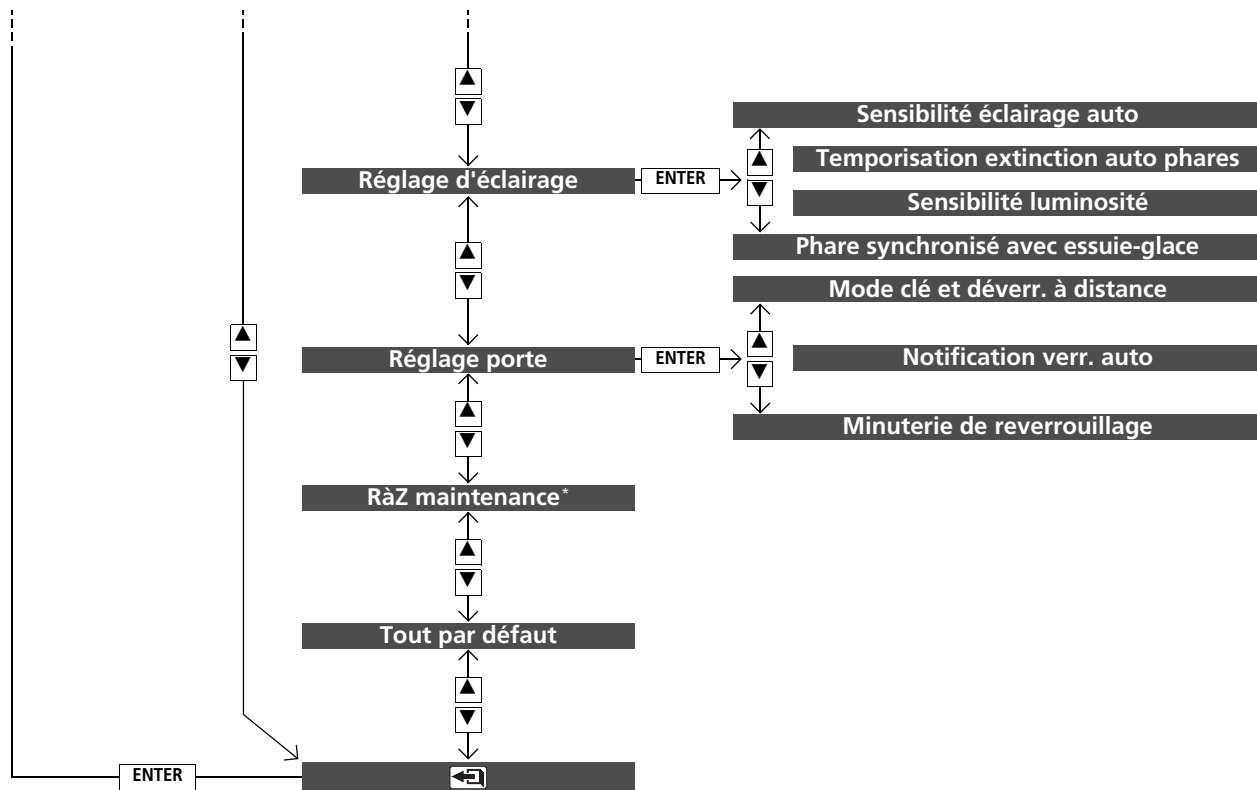 Sensibilité éclairage auto
Temporisation extinction auto phares
Réglage d'éclairage
ENTER
Sensibilité luminosité
Phare synchronisé avec essuie-glace
Mode clé et déverr. à distance
Réglage porte
ENTER
Notification verr. auto
Minuterie de reverrouillage
RàZ maintenance*
Tout par défaut
ENTER